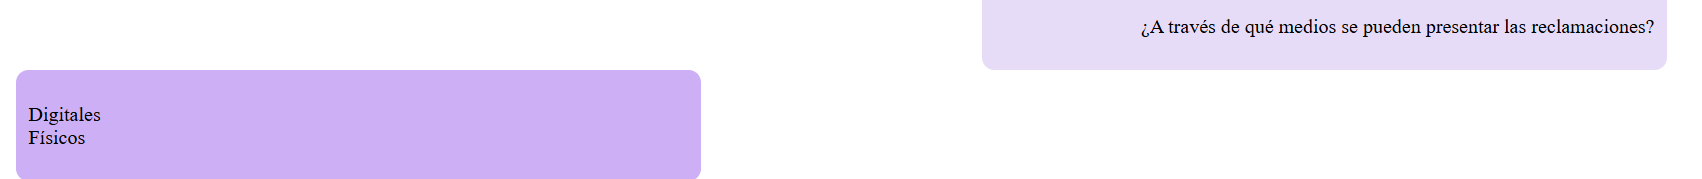 ¿A través de qué medios se pueden presentar las reclamaciones?
Digitales
Físicos